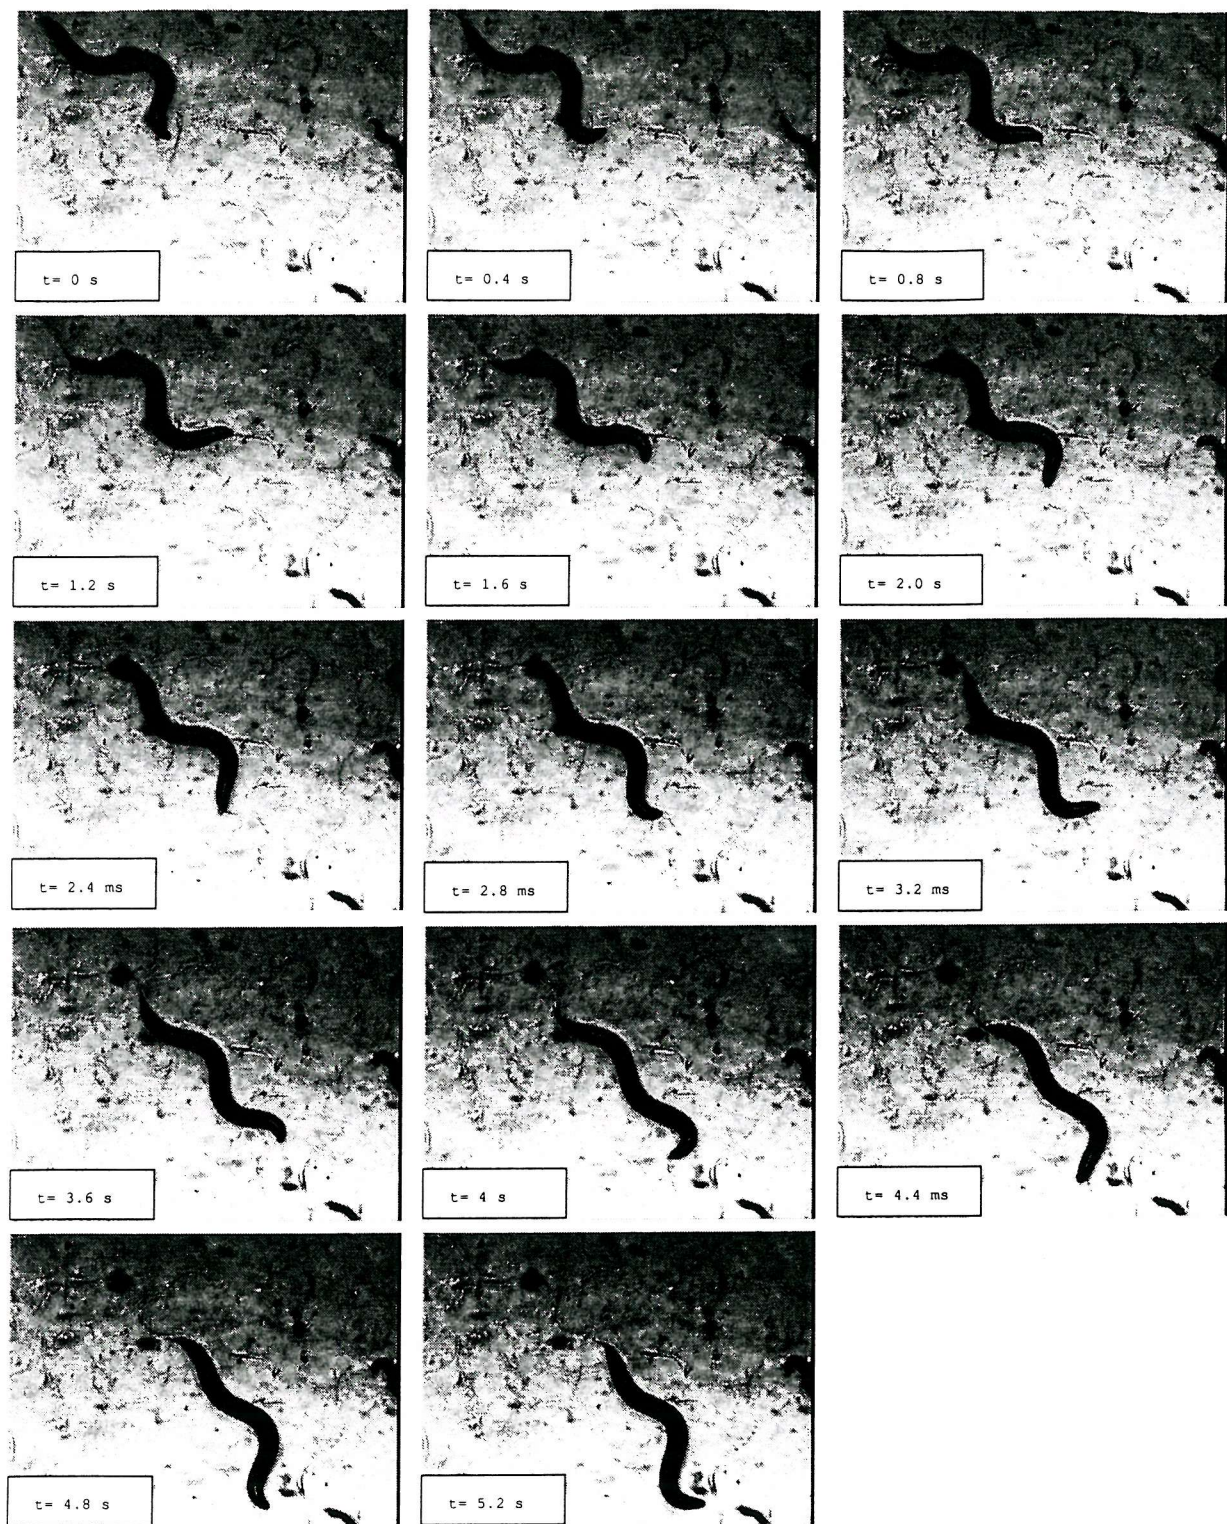 t= 0 s
t= 0.4 s
t= 0.8 s
t= 1.2 s
t= 1.6 s
t= 2.0 s
t= 2.4 ms
t= 2.8 ms
t= 3.2 ms
t= 3.6 s
t= 4 s
t= 4.4 ms
t= 4.8 s
t= 5.2 s